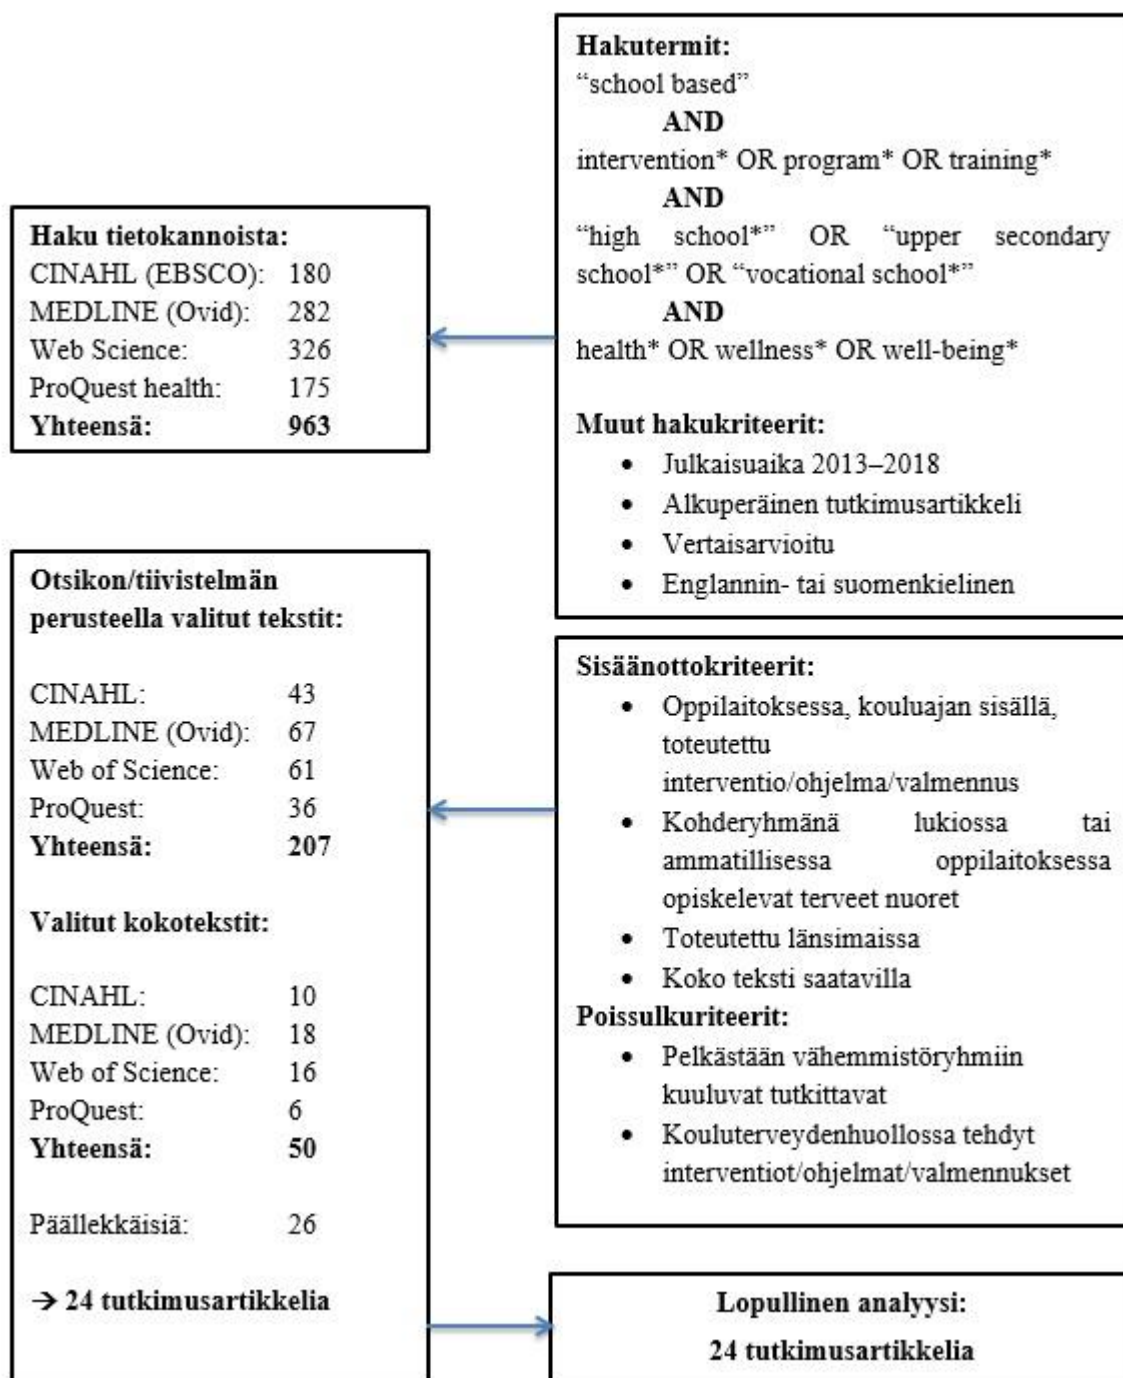 Hakutermit:
“school based”
AND
intervention* OR program* OR training*
AND
“high school*” OR “upper secondary
school*” OR “vocational school*”
AND
health* OR wellness* OR well-being*
Muut hakukriteerit:
• Julkaisuaika 2013–2018
• Alkuperäinen tutkimusartikkeli
• Vertaisarvioitu
• Englannin- tai suomenkielinen
Haku tietokannoista:
CINAHL (EBSCO): 180
MEDLINE (Ovid): 282
Web Science: 326
ProQuest health: 175
Yhteensä: 963
Otsikon/tiivistelmän
perusteella valitut tekstit:
CINAHL: 43
MEDLINE (Ovid): 67
Web of Science: 61
ProQuest: 36
Yhteensä: 207
Valitut kokotekstit:
CINAHL: 10
MEDLINE (Ovid): 18
Web of Science: 16
ProQuest: 6
Yhteensä: 50
Päällekkäisiä: 26
→ 24 tutkimusartikkelia
Sisäänottokriteerit:
• Oppilaitoksessa, kouluajan sisällä,
toteutettu
interventio/ohjelma/valmennus
• Kohderyhmänä lukiossa tai
ammatillisessa oppilaitoksessa
opiskelevat terveet nuoret
• Toteutettu länsimaissa
• Koko teksti saatavilla
Poissulkuriteerit:
• Pelkästään vähemmistöryhmiin
kuuluvat tutkittavat
• Kouluterveydenhuollossa tehdyt
interventiot/ohjelmat/valmennukset
Lopullinen analyysi:
24 tutkimusartikkelia